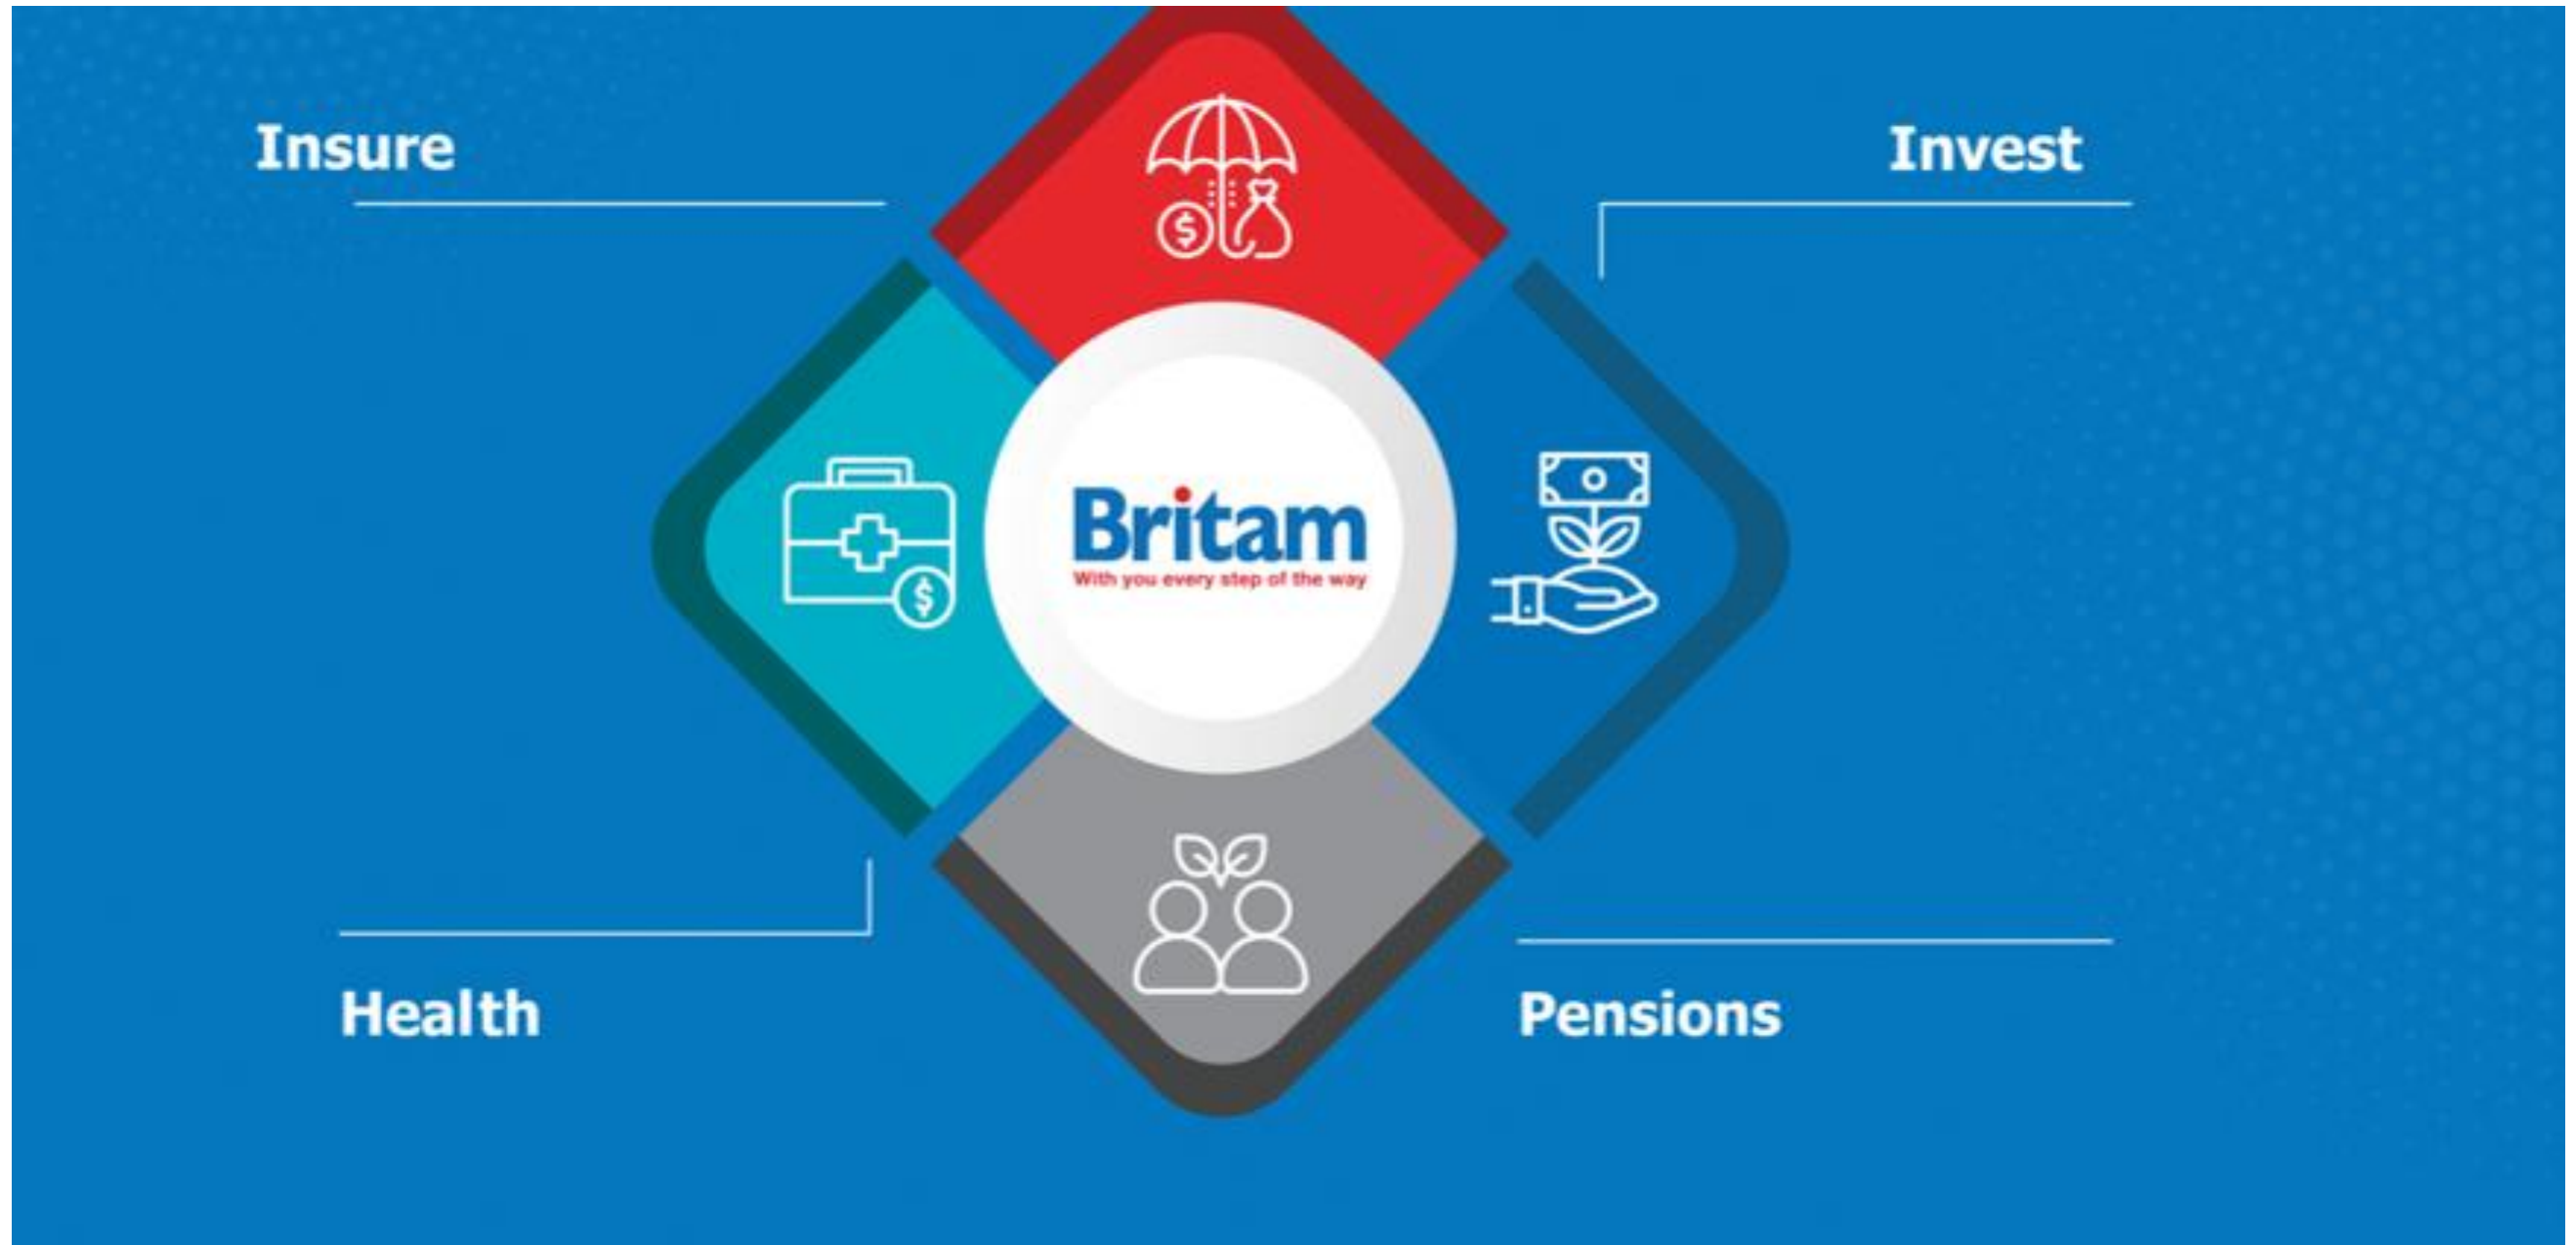 Insure
Invest
Britam
With you every step of the way
Health
Pensions